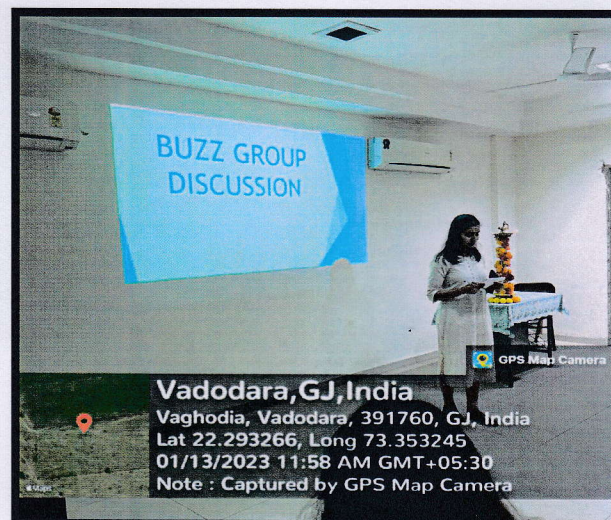 BUZZ GROUP
DISCUSSION
GPS Map Camera
Vadodara,GJ,India
Vaghodia, Vadodara, 391760, GJ, India
Lat 22.293266, Long 73.353245
01/13/2023 11:58 AM GMT+05:30
Note : Captured by GPS Map Camera
Maps